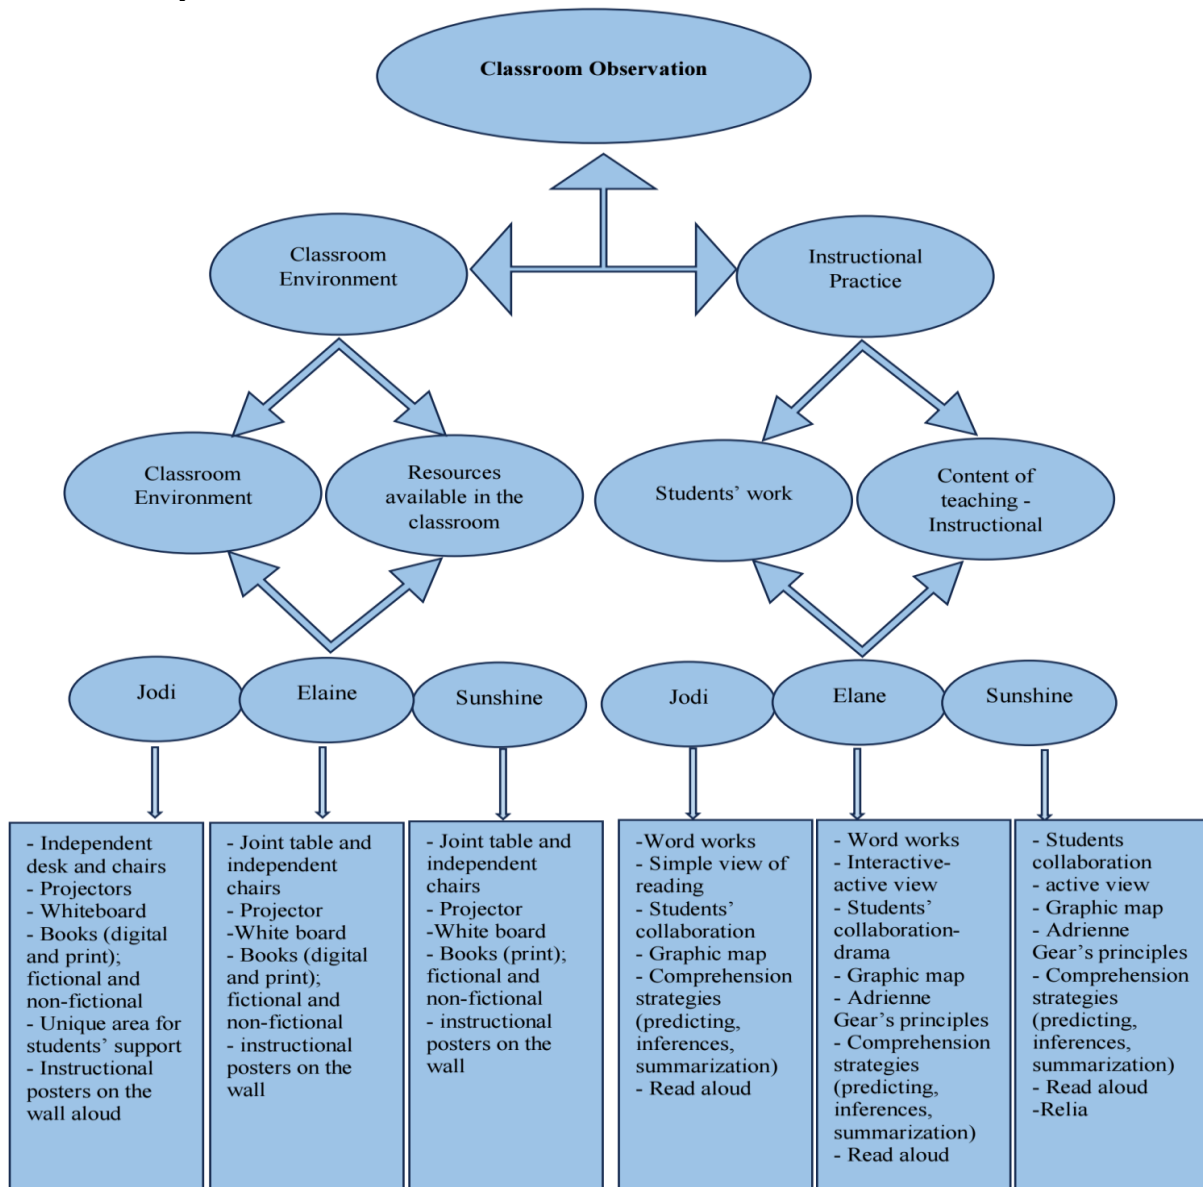 Classroom Observation
Classroom
Environment
Instructional
Practice
Classroom
Environment
Resources
available in the
classroom
Students' work
Content of
teaching -
Instructional
Jodi
Elaine
Sunshine
Jodi
Elane
Sunshine
- Independent
desk and chairs
- Projectors
- Whiteboard
- Books (digital
and print);
fictional and
non-fictional
- Unique area for
students' support
- Instructional
posters on the
wall aloud
- Joint table and
independent
chairs
- Projector
-White board
- Books (digital
and print);
fictional and
non-fictional
- instructional
posters on the
wall
- Joint table and
independent
chairs
- Projector
-White board
- Books (print);
fictional and
non-fictional
- instructional
posters on the
wall
-Word works
- Simple view of
reading
- Students'
collaboration
- Graphic map
- Comprehension
strategies
(predicting,
inferences,
summarization)
- Read aloud
- Word works
- Interactive-
active view
- Students'
collaboration-
drama
- Graphic map
- Adrienne
Gear's principles
- Comprehension
strategies
(predicting,
inferences,
summarization)
- Read aloud
- Students
collaboration
- active view
- Graphic map
- Adrienne
Gear's principles
- Comprehension
strategies
(predicting,
inferences,
summarization)
- Read aloud
-Relia